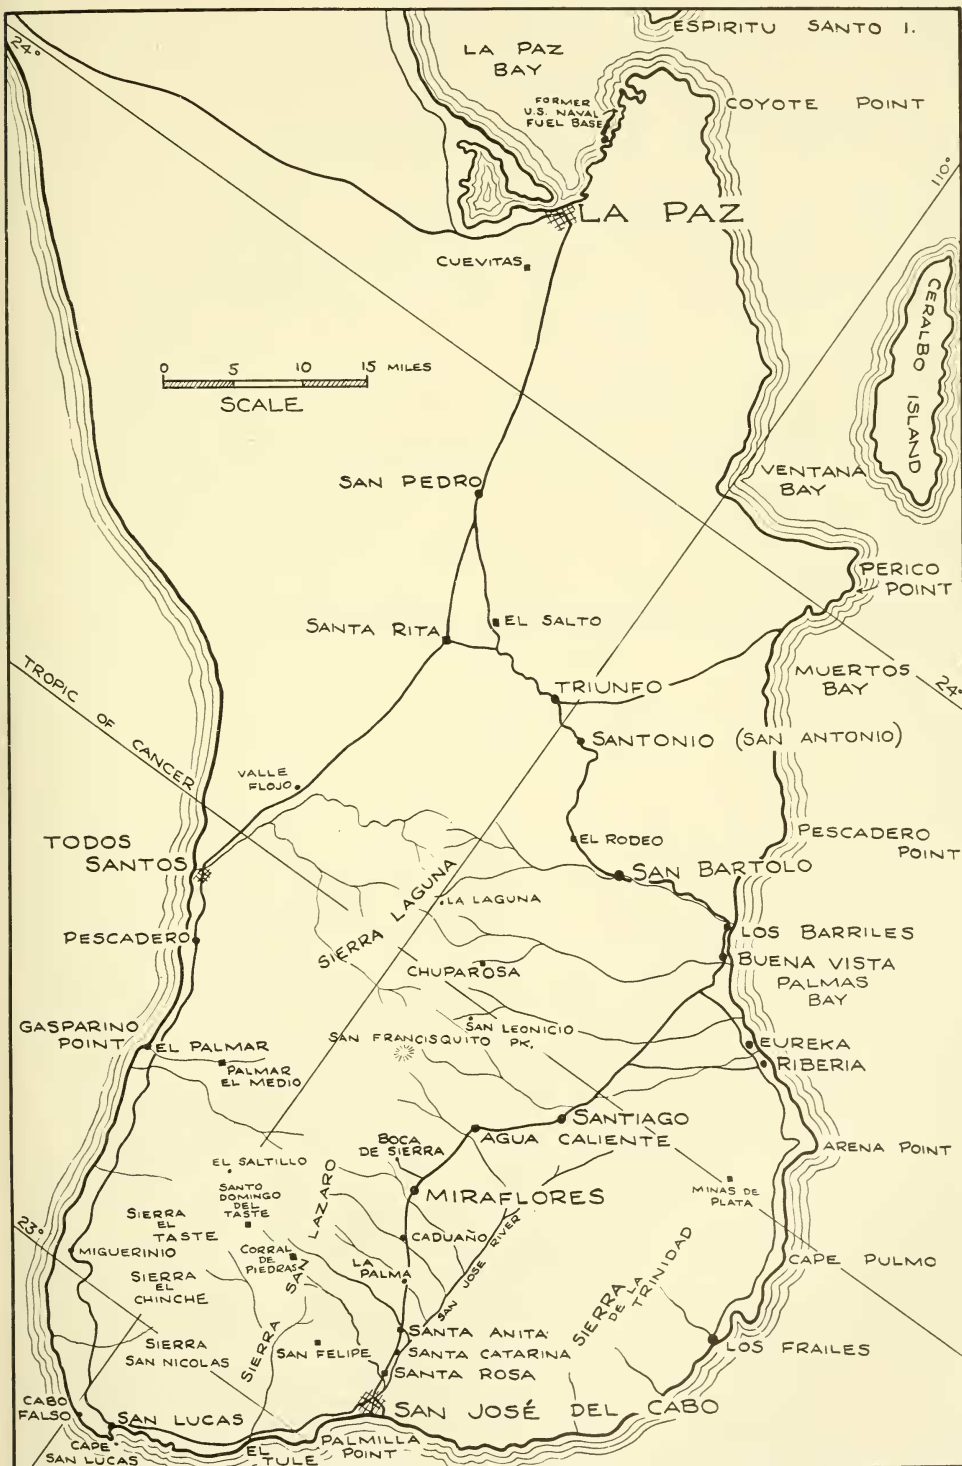 ESPIRITU SANTO I.
24°
LA PAZ
BAY
FORMER
U.S. NAVAL
FUEL BASE
COYOTE POINT
110°
LA PAZ
CUEVITAS
CERALBO
ISLAND
0 5 10 15 MILES
SCALE
SAN PEDRO
VENTANA
BAY
PERICO
POINT
SANTA RITA
EL SALTO
TROPIC OF CANCER
TRIUNFO
MUERTOS
BAY
24°
SANTONIO (SAN ANTONIO)
VALLE
FLOJO
TODOS
SANTOS
EL RODEO
PESCADERO
POINT
SAN BARTOLO
SIERRA LAGUNA
LA LAGUNA
PESCADERO
LOS BARRILES
CHUPAROSA
BUENA VISTA
PALMAS
BAY
GASPARINO
POINT
SAN LEONICIO
SAN FRANCISQUITO PK.
EL PALMAR
EUREKA
PALMAR
EL MEDIO
RIBERIA
SANTIAGO
AGUA CALIENTE
BOCA
DE SIERRA
ARENA POINT
EL SALTILLO
SANTO
DOMINGO
DEL
TASTE
MIRAFLORES
MINAS DE
PLATA
SIERRA
EL
TASTE
23°
SIERRA SAN LAZARO
CADUAÑO
SAN JOSE RIVER
MIGUERINIO
CORRAL
DE
PIEDRAS
LA
PALMA
SIERRA
DE LA
TRINIDAD
CAPE PULMO
SIERRA
EL
CHINCHE
SANTA ANITA
SIERRA
SAN NICOLAS
SAN FELIPE
SANTA CATARINA
LOS FRAILES
SANTA ROSA
CABO
FALSO
SAN LUCAS
SAN JOSÉ DEL CABO
CAPE
SAN LUCAS
EL
TULE
PALMILLA
POINT